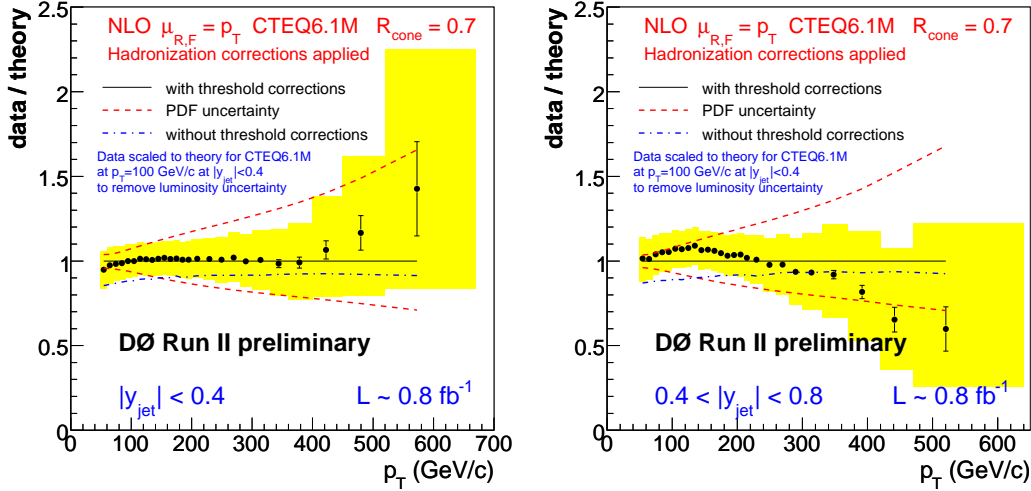 data / theory
2.5
2
1.5
1
0.5
0
NLO μR,F = pT CTEQ6.1M Rcone = 0.7
Hadronization corrections applied
with threshold corrections
PDF uncertainty
without threshold corrections
Data scaled to theory for CTEQ6.1M
at pT=100 GeV/c at |yjet|<0.4
to remove luminosity uncertainty
DØ Run II preliminary
|yjet| < 0.4 L ~ 0.8 fb-1
0 100 200 300 400 500 600 700
pT (GeV/c)
data / theory
2.5
2
1.5
1
0.5
0
NLO μR,F = pT CTEQ6.1M Rcone = 0.7
Hadronization corrections applied
with threshold corrections
PDF uncertainty
without threshold corrections
Data scaled to theory for CTEQ6.1M
at pT=100 GeV/c at |yjet|<0.4
to remove luminosity uncertainty
DØ Run II preliminary
0.4 < |yjet| < 0.8 L ~ 0.8 fb-1
0 100 200 300 400 500 600
pT (GeV/c)